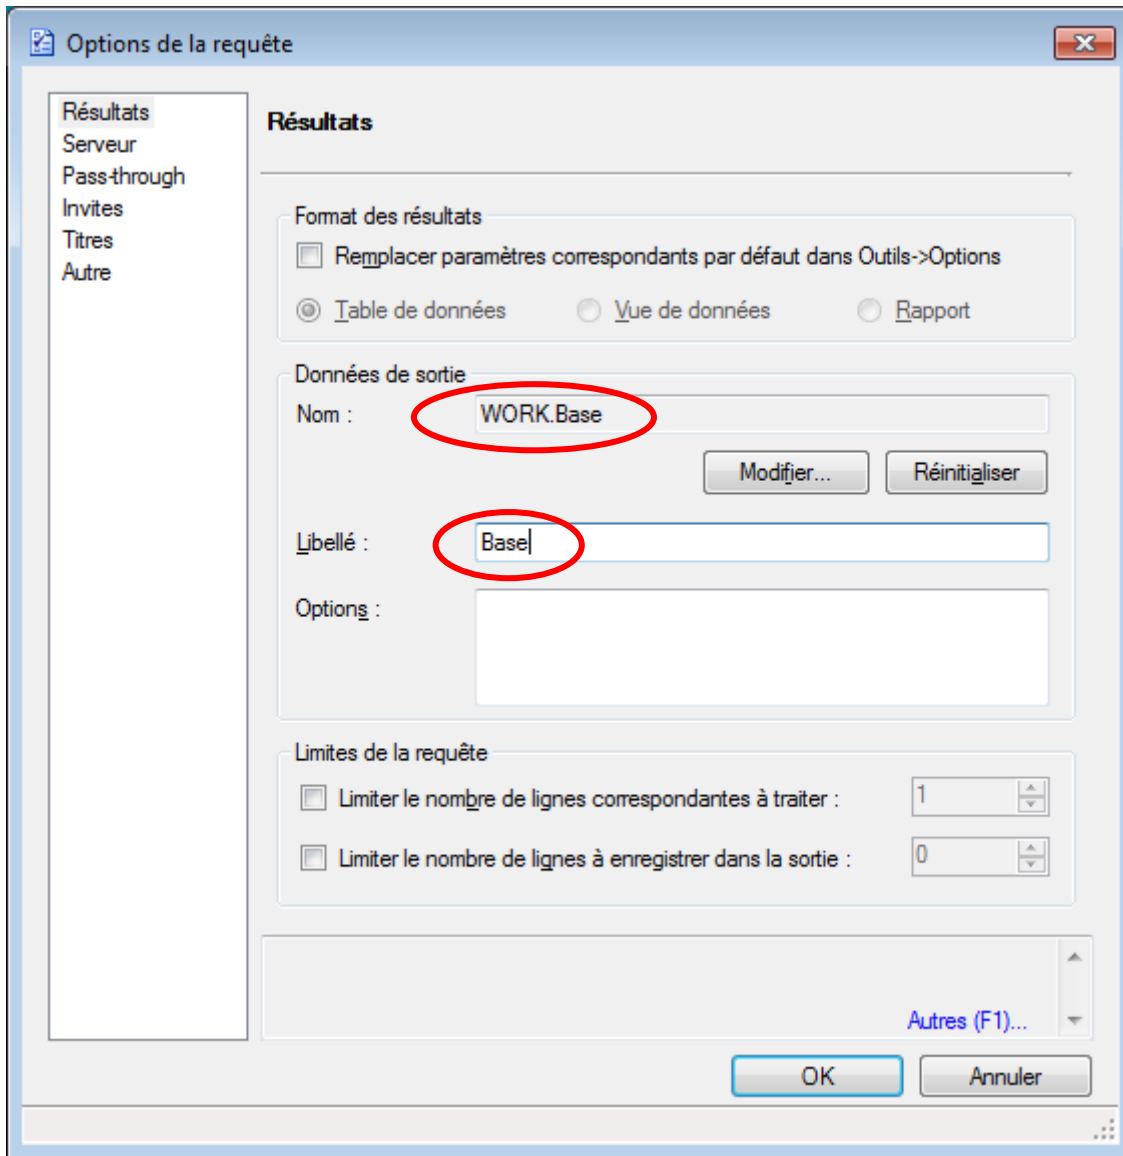 Options de la requête
Résultats
Serveur
Pass-through
Invites
Titres
Autre
Résultats
Format des résultats
Remplacer paramètres correspondants par défaut dans Outils->Options
Table de données Vue de données Rapport
Données de sortie
Nom : WORK.Base
Modifier... Réinitialiser
Libellé : Base
Options :
Limites de la requête
Limiter le nombre de lignes correspondantes à traiter : 1
Limiter le nombre de lignes à enregistrer dans la sortie : 0
Autres (F1)...
OK Annuler